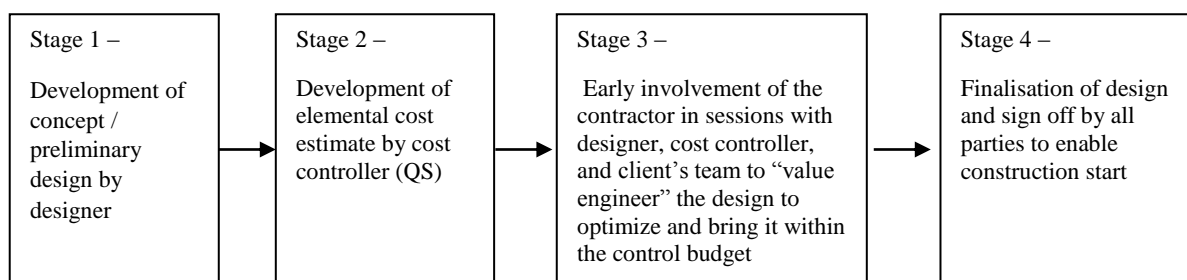 Stage 1 –
Development of
concept /
preliminary
design by
designer
Stage 2 –
Development of
elemental cost
estimate by cost
controller (QS)
Stage 3 –
Early involvement of the
contractor in sessions with
designer, cost controller,
and client’s team to “value
engineer” the design to
optimize and bring it within
the control budget
Stage 4 –
Finalisation of design
and sign off by all
parties to enable
construction start